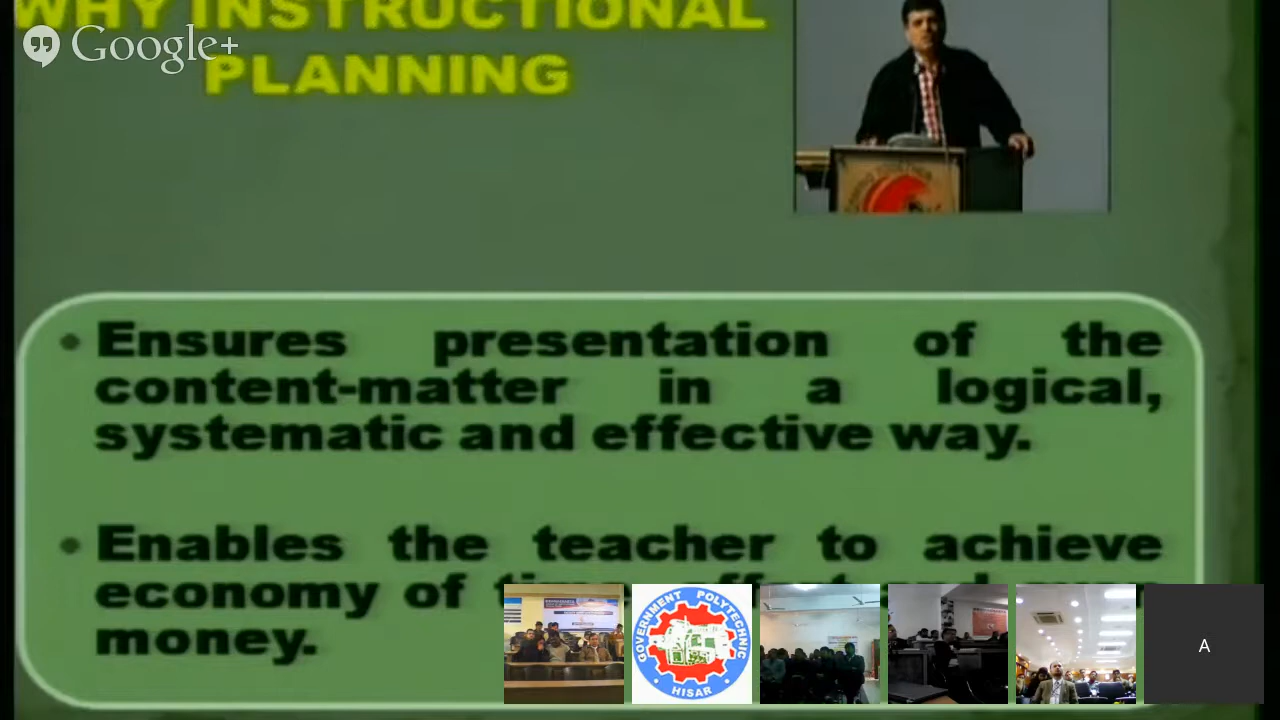 WHY INSTRUCTIONAL
Google+
PLANNING
• Ensures presentation of the
content-matter in a logical,
systematic and effective way.
• Enables the teacher to achieve
economy of
money.
GOVERNMENT POLYTECHNIC
• HISAR •
A